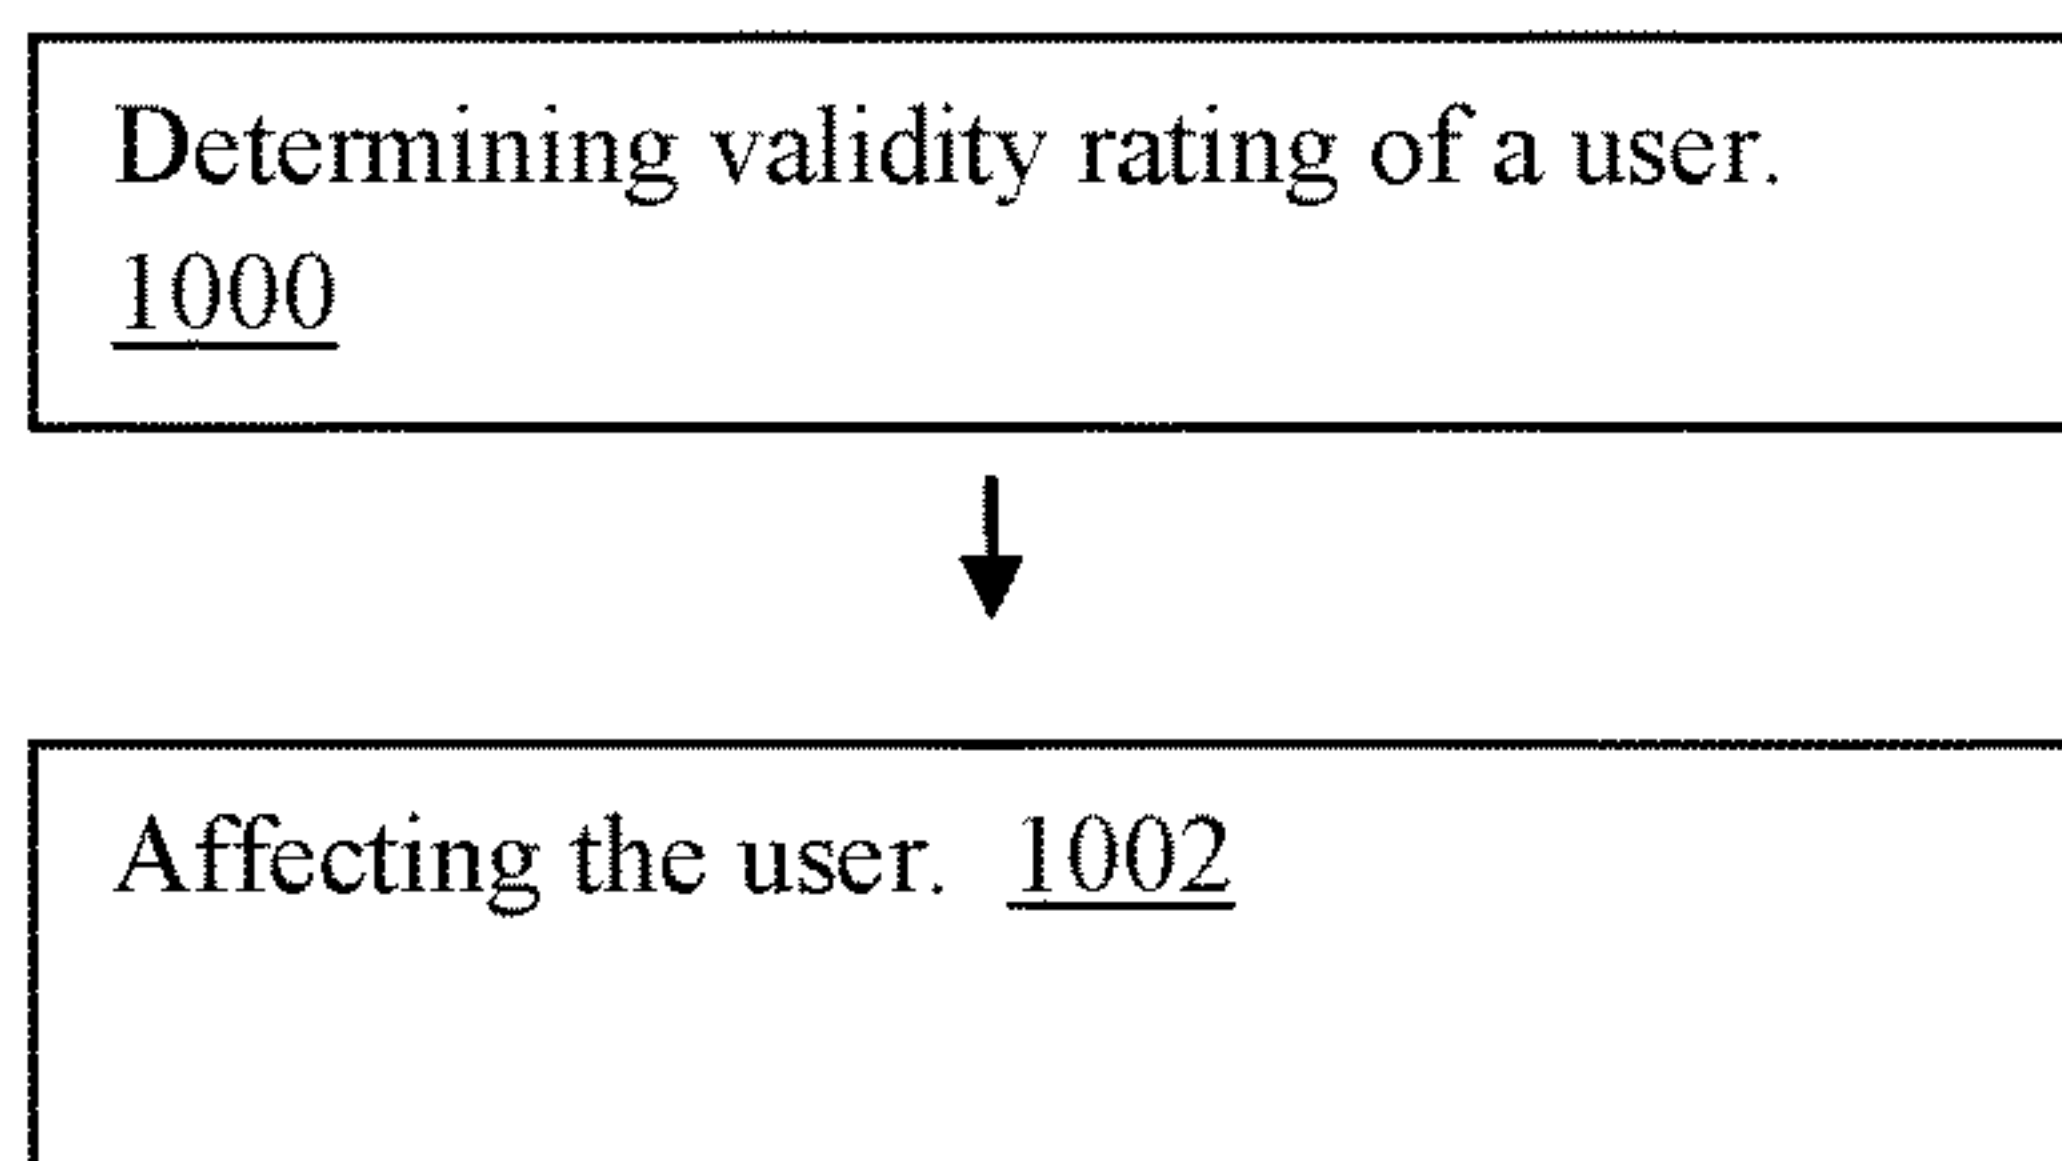 Determining validity rating of a user.
1000
Affecting the user. 1002